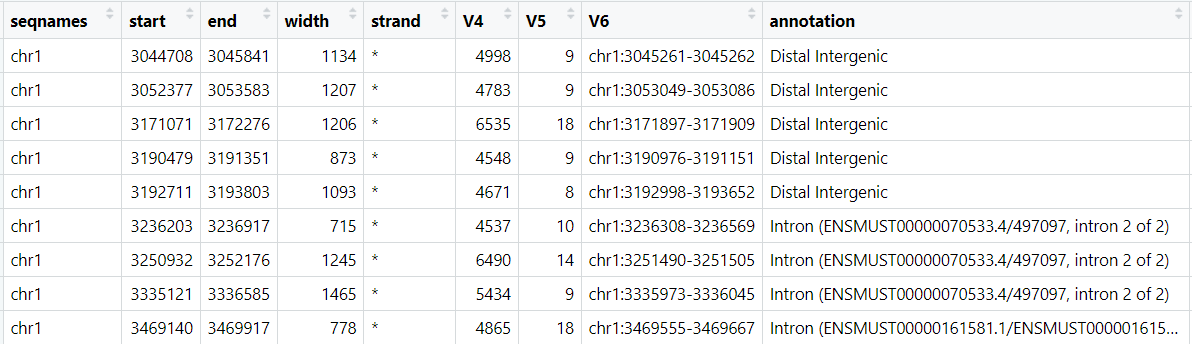 seqnames start end width strand V4 V5 V6 annotation
chr1 3044708 3045841 1134 * 4998 9 chr1:3045261-3045262 Distal Intergenic
chr1 3052377 3053583 1207 * 4783 9 chr1:3053049-3053086 Distal Intergenic
chr1 3171071 3172276 1206 * 6535 18 chr1:3171897-3171909 Distal Intergenic
chr1 3190479 3191351 873 * 4548 9 chr1:3190976-3191151 Distal Intergenic
chr1 3192711 3193803 1093 * 4671 8 chr1:3192998-3193652 Distal Intergenic
chr1 3236203 3236917 715 * 4537 10 chr1:3236308-3236569 Intron (ENSMUST00000070533.4/497097, intron 2 of 2)
chr1 3250932 3252176 1245 * 6490 14 chr1:3251490-3251505 Intron (ENSMUST00000070533.4/497097, intron 2 of 2)
chr1 3335121 3336585 1465 * 5434 9 chr1:3335973-3336045 Intron (ENSMUST00000070533.4/497097, intron 2 of 2)
chr1 3469140 3469917 778 * 4865 18 chr1:3469555-3469667 Intron (ENSMUST00000161581.1/ENSMUST000001615...